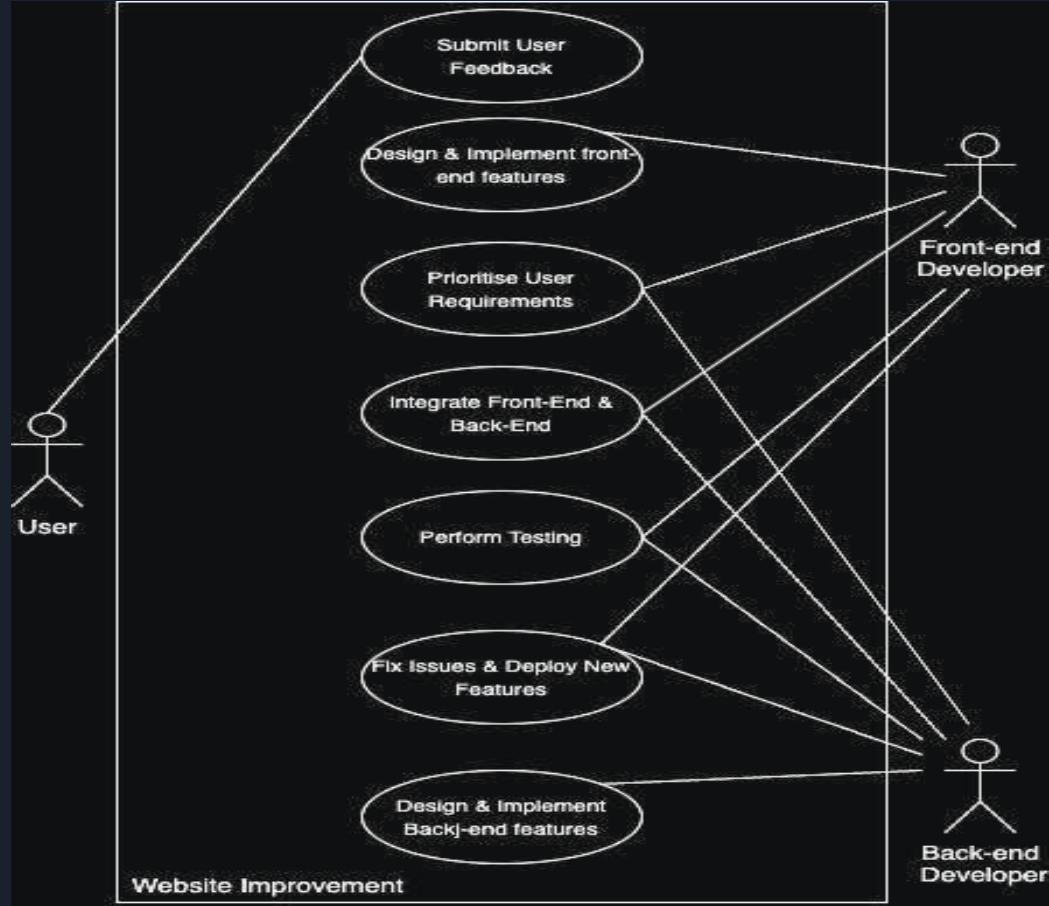 Submit User
Feedback
Design & Implement front-
end features
Prioritise User
Requirements
Integrate Front-End &
Back-End
Perform Testing
Fix Issues & Deploy New
Features
Design & Implement
Backj-end features
Website Improvement
User
Front-end
Developer
Back-end
Developer